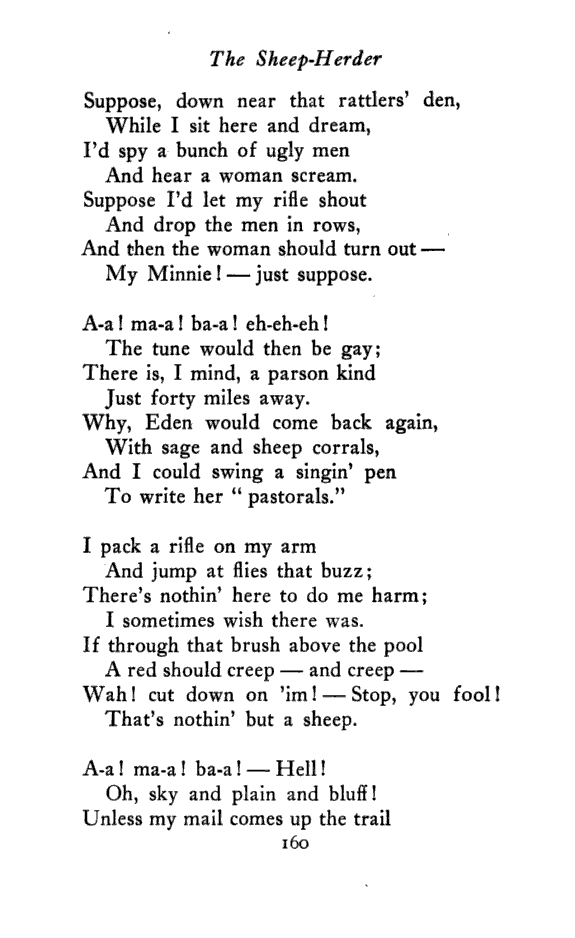 The Sheep-Herder
Suppose, down near that rattlers' den,
While I sit here and dream,
I'd spy a bunch of ugly men
And hear a woman scream.
Suppose I'd let my rifle shout
And drop the men in rows,
And then the woman should turn out —
My Minnie! — just suppose.
A-a! ma-a! ba-a! eh-eh-eh!
The tune would then be gay;
There is, I mind, a parson kind
Just forty miles away.
Why, Eden would come back again,
With sage and sheep corrals,
And I could swing a singin' pen
To write her "pastorals."
I pack a rifle on my arm
And jump at flies that buzz;
There's nothin' here to do me harm;
I sometimes wish there was.
If through that brush above the pool
A red should creep — and creep —
Wah! cut down on 'im! — Stop, you fool!
That's nothin' but a sheep.
A-a! ma-a! ba-a! — Hell!
Oh, sky and plain and bluff!
Unless my mail comes up the trail
160